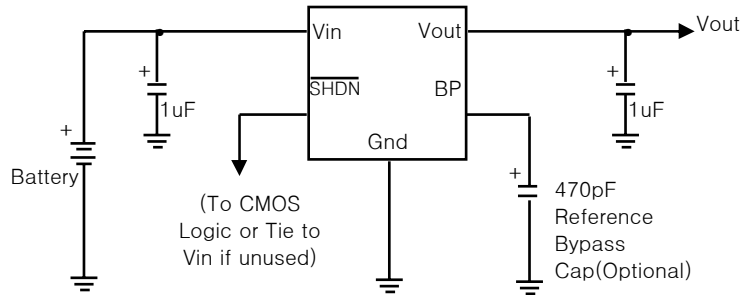 Vin
Vout
Vout
+
1uF
SHDN
BP
+
1uF
Gnd
+
Battery
(To CMOS
Logic or Tie to
Vin if unused)
+
470pF
Reference
Bypass
Cap(Optional)